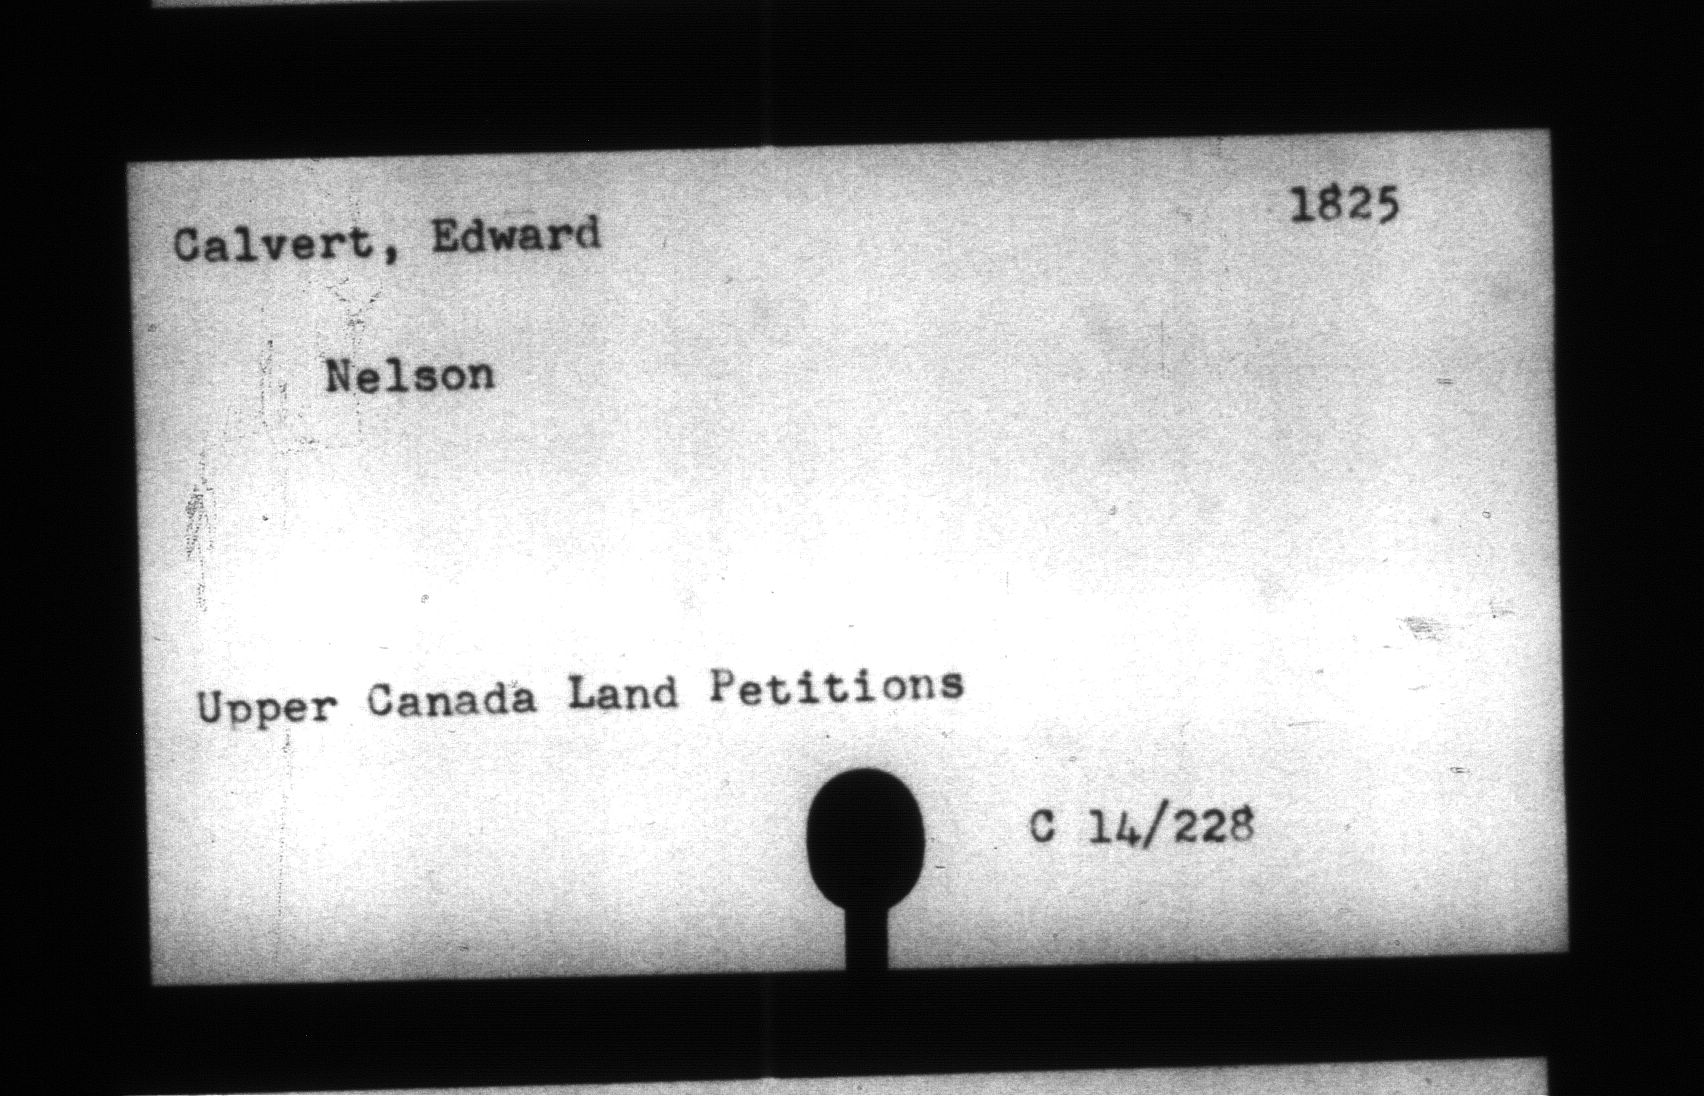 Calvert, Edward 1825
Nelson
Upper Canada Land Petitions
C 14/228